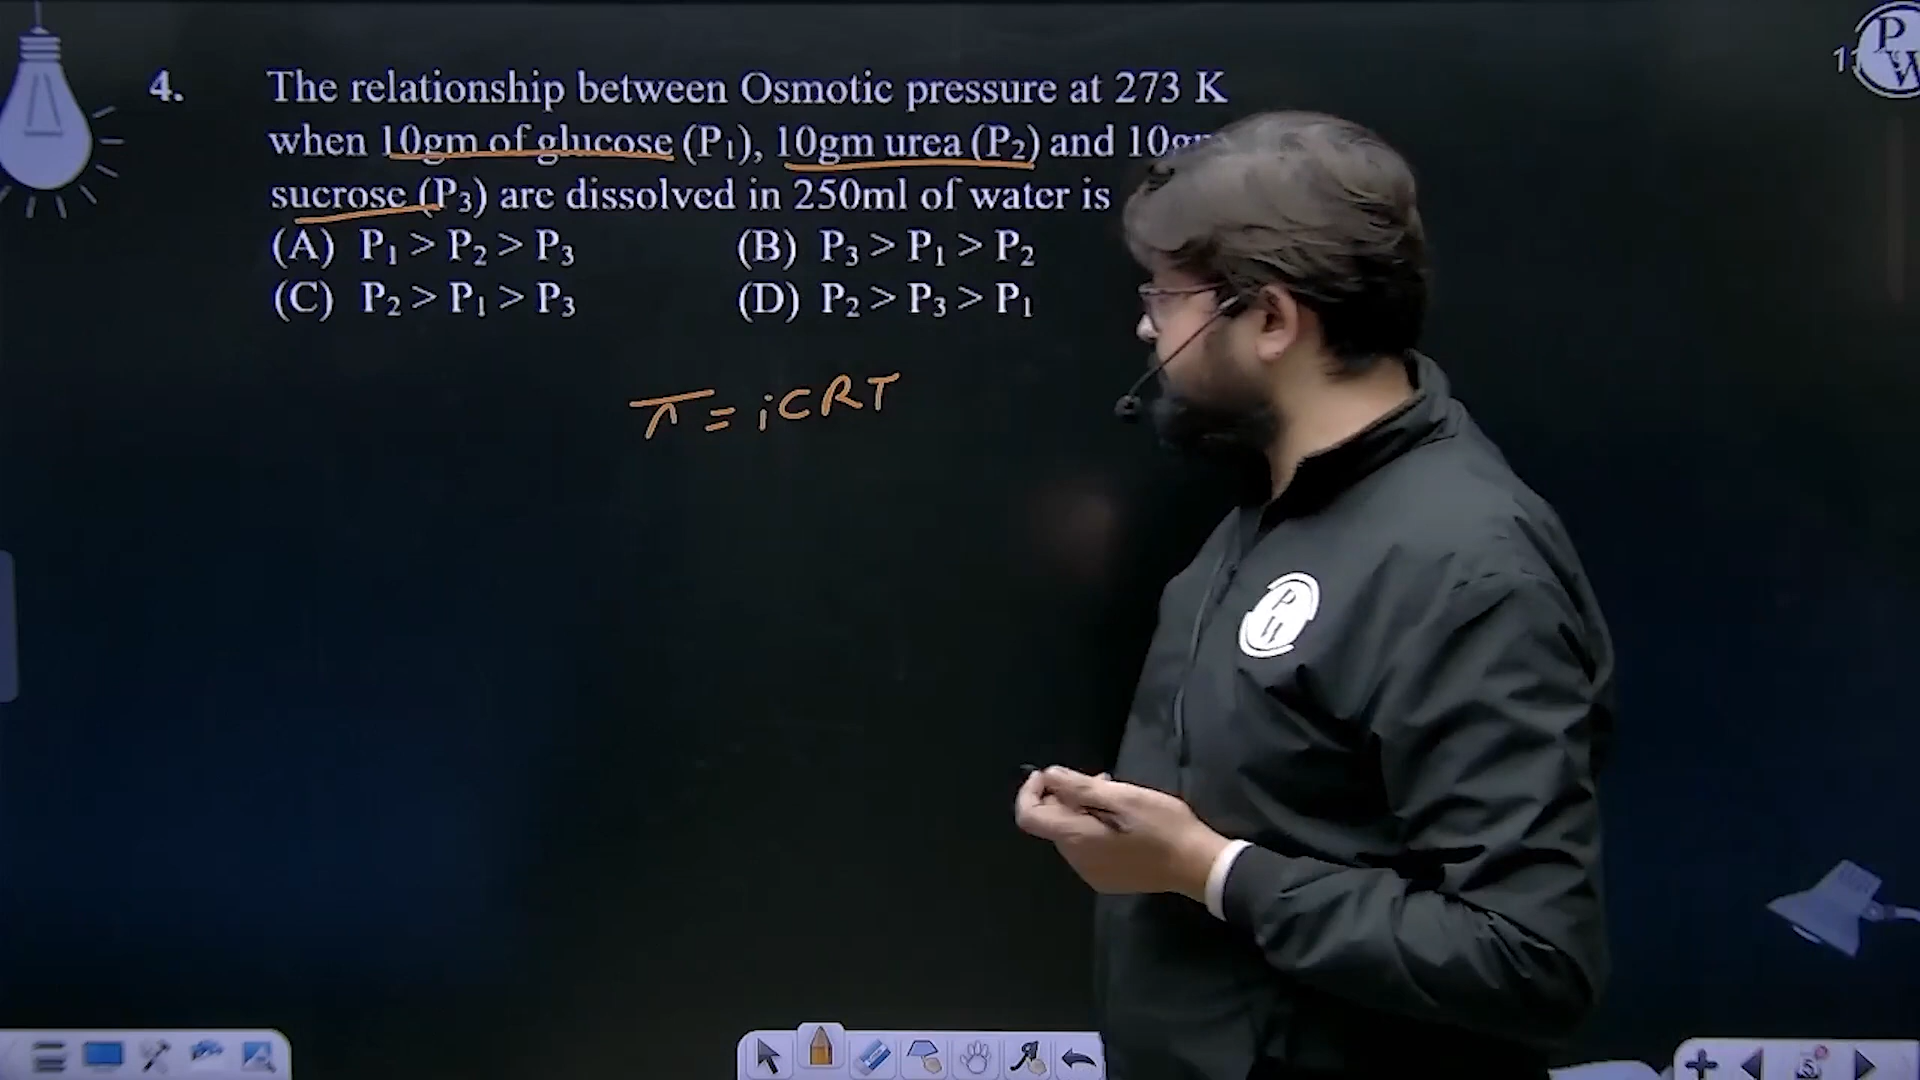 4. The relationship between Osmotic pressure at 273 K
when 10gm of glucose (P₁), 10gm urea (P₂) and
sucrose (P₃) are dissolved in 250ml of water is
(A) P₁ > P₂ > P₃ (B) P₃ > P₁ > P₂
(C) P₂ > P₁ > P₃ (D) P₂ > P₃ > P₁
π = iCRT
PW
PW